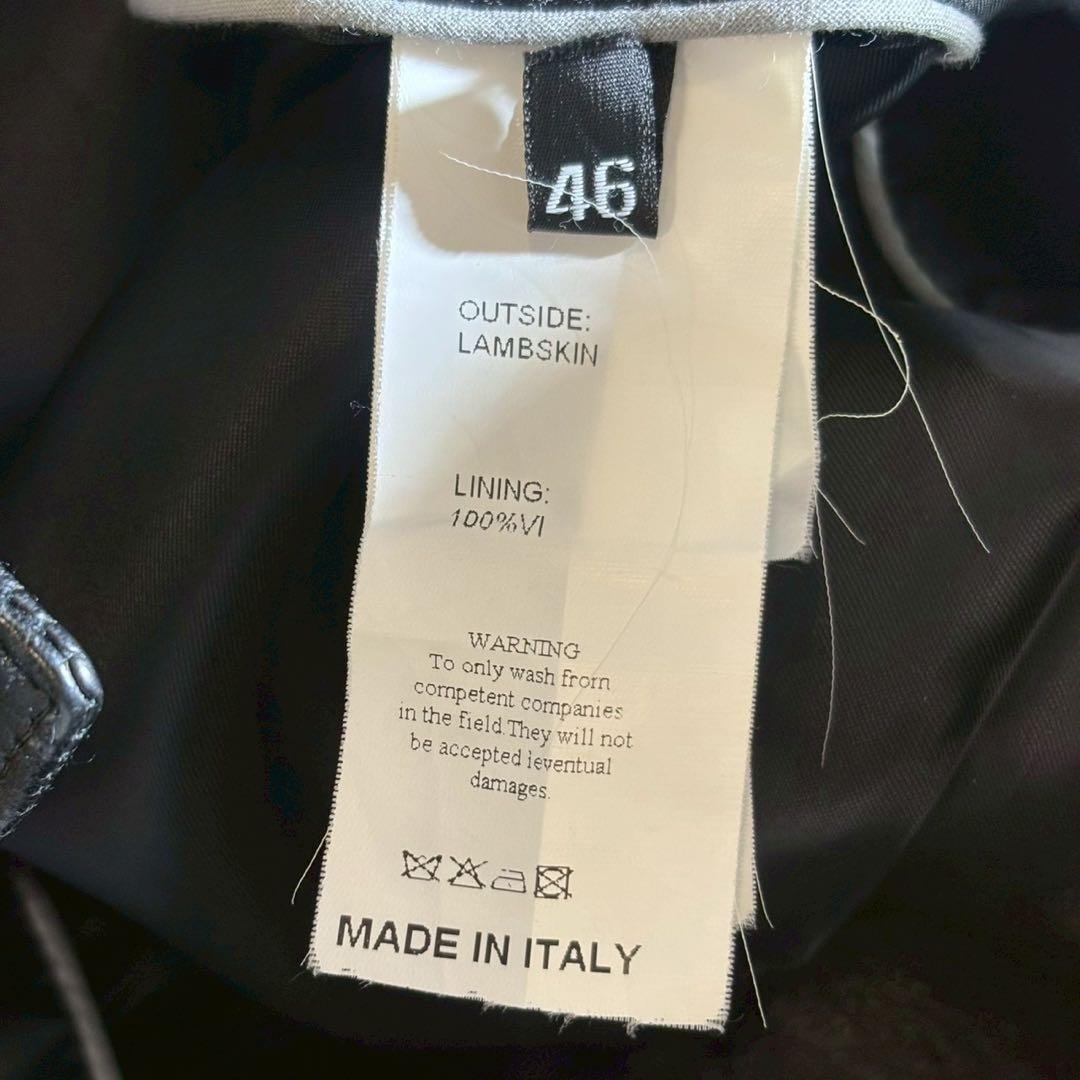 46
OUTSIDE:
LAMBSKIN
LINING:
100%VI
WARNING
To only wash from
competent companies
in the field.They will not
be accepted leventual
damages.
MADE IN ITALY